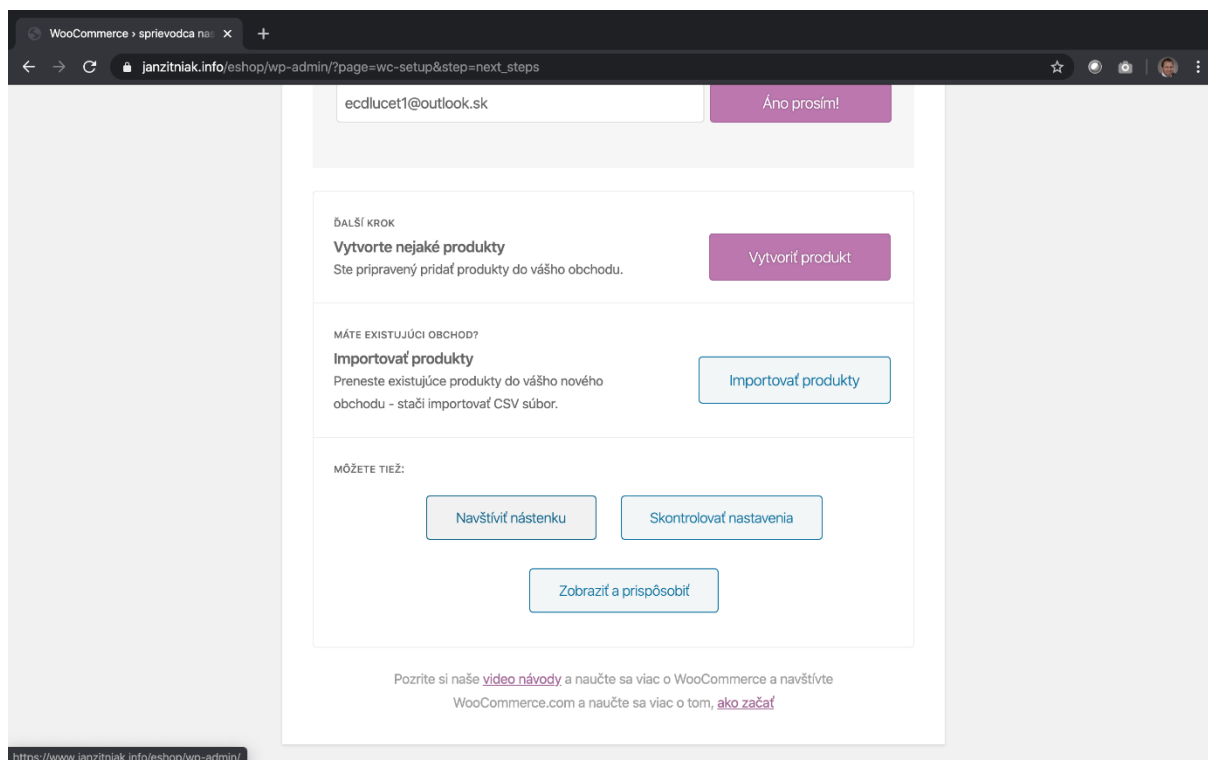 WooCommerce › sprievodca nas
janzitniak.info/eshop/wp-admin/?page=wc-setup&step=next_steps
ecdlucet1@outlook.sk
Áno prosím!
ĎALŠÍ KROK
Vytvorte nejaké produkty
Ste pripravený pridať produkty do vášho obchodu.
Vytvoriť produkt
MÁTE EXISTUJÚCI OBCHOD?
Importovať produkty
Preneste existujúce produkty do vášho nového
obchodu - stači importovať CSV súbor.
Importovať produkty
MÔŽETE TIEŽ:
Navštíviť nástenku
Skontrolovať nastavenia
Zobraziť a prispôsobiť
Pozrite si naše video návody a naučte sa viac o WooCommerce a navštívte
WooCommerce.com a naučte sa viac o tom, ako začať
https://www.janzitniak.info/eshop/wp-admin/